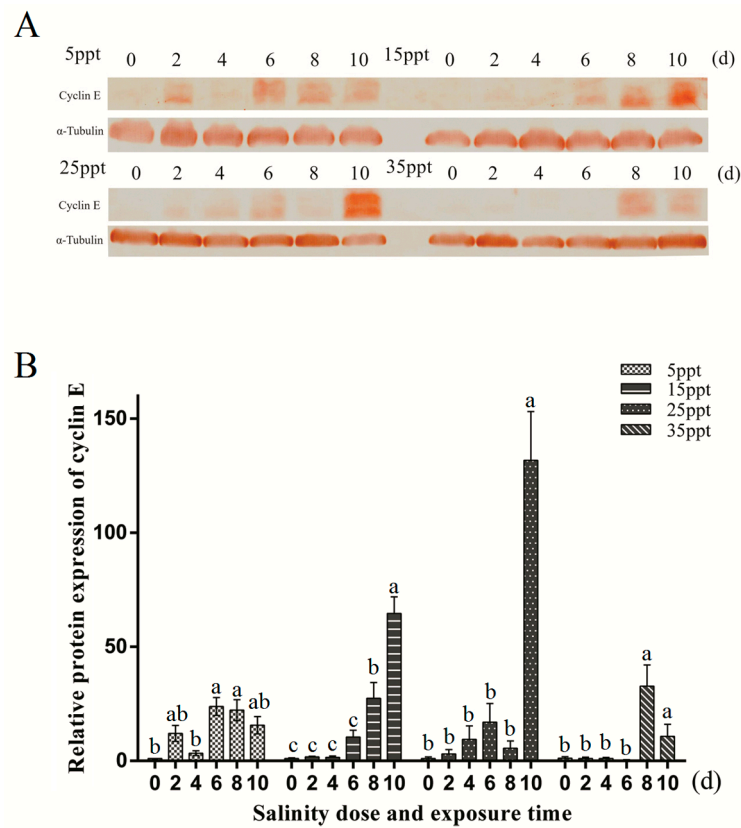 A
5ppt 0 2 4 6 8 10 15ppt 0 2 4 6 8 10 (d)
Cyclin E
α-Tubulin
25ppt 0 2 4 6 8 10 35ppt 0 2 4 6 8 10 (d)
Cyclin E
α-Tubulin
B
5ppt
15ppt
25ppt
35ppt
Relative protein expression of cyclin E
150
100
50
0
b ab b a a ab c c c c b a b b b b b a b b b b a a
0 2 4 6 8 10 0 2 4 6 8 10 0 2 4 6 8 10 0 2 4 6 8 10 (d)
Salinity dose and exposure time